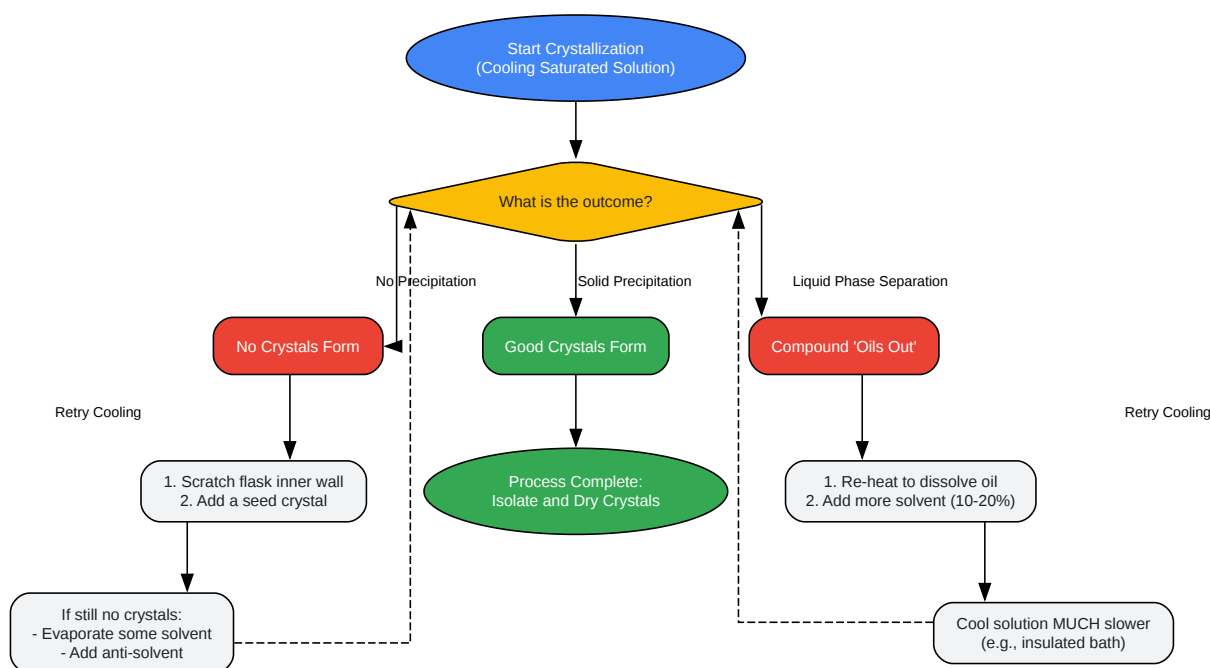 Start Crystallization
(Cooling Saturated Solution)
What is the outcome?
No Precipitation
Solid Precipitation
Liquid Phase Separation
No Crystals Form
Good Crystals Form
Compound 'Oils Out'
Retry Cooling
Retry Cooling
1. Scratch flask inner wall
2. Add a seed crystal
Process Complete:
Isolate and Dry Crystals
1. Re-heat to dissolve oil
2. Add more solvent (10-20%)
If still no crystals:
- Evaporate some solvent
- Add anti-solvent
Cool solution MUCH slower
(e.g., insulated bath)